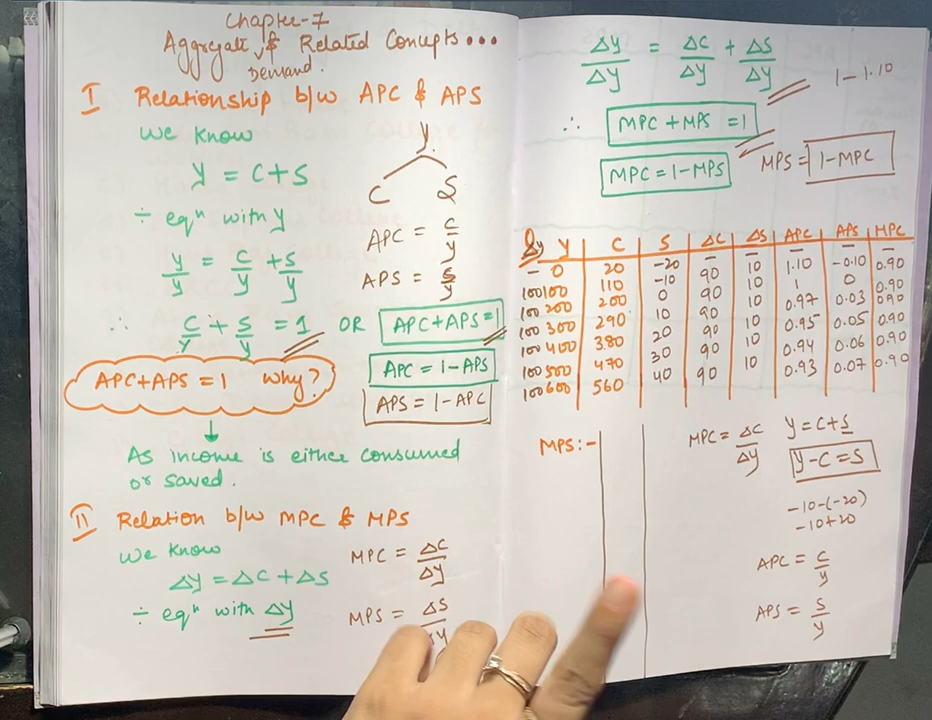 Chapter-7
Aggregate & Related Concepts...
Demand.
I Relationship b/w APC & APS
We know
Y = C+S
÷ eqⁿ with Y
Y/Y = C/Y + S/Y
∴ C/Y + S/Y = 1 OR APC+APS=1
Y
C S
APC = C/Y
APS = S/Y
APC = 1-APS
APS = 1-APC
APC+APS = 1 why?
↓
As income is either consumed
or saved.
II Relation b/w MPC & MPS
We know
ΔY = ΔC + ΔS
÷ eqⁿ with ΔY
MPC = ΔC/ΔY
MPS = ΔS
ΔY/ΔY = ΔC/ΔY + ΔS/ΔY
1-1.10
∴ MPC + MPS = 1
MPC = 1-MPS
MPS = 1-MPC
ΔY Y C S ΔC ΔS APC APS MPC
- 0 20 -20 - - - - -
100 100 110 -10 90 10 1.10 -0.10 0.90
100 200 200 0 90 10 1 0 0.90
100 300 290 10 90 10 0.97 0.03 0.90
100 400 380 20 90 10 0.95 0.05 0.90
100 500 470 30 90 10 0.94 0.06 0.90
100 600 560 40 90 10 0.93 0.07 0.90
MPS:-
MPC = ΔC/ΔY
Y = C+S
Y-C = S
-10-(-20)
-10+20
APC = C/Y
APS = S/Y